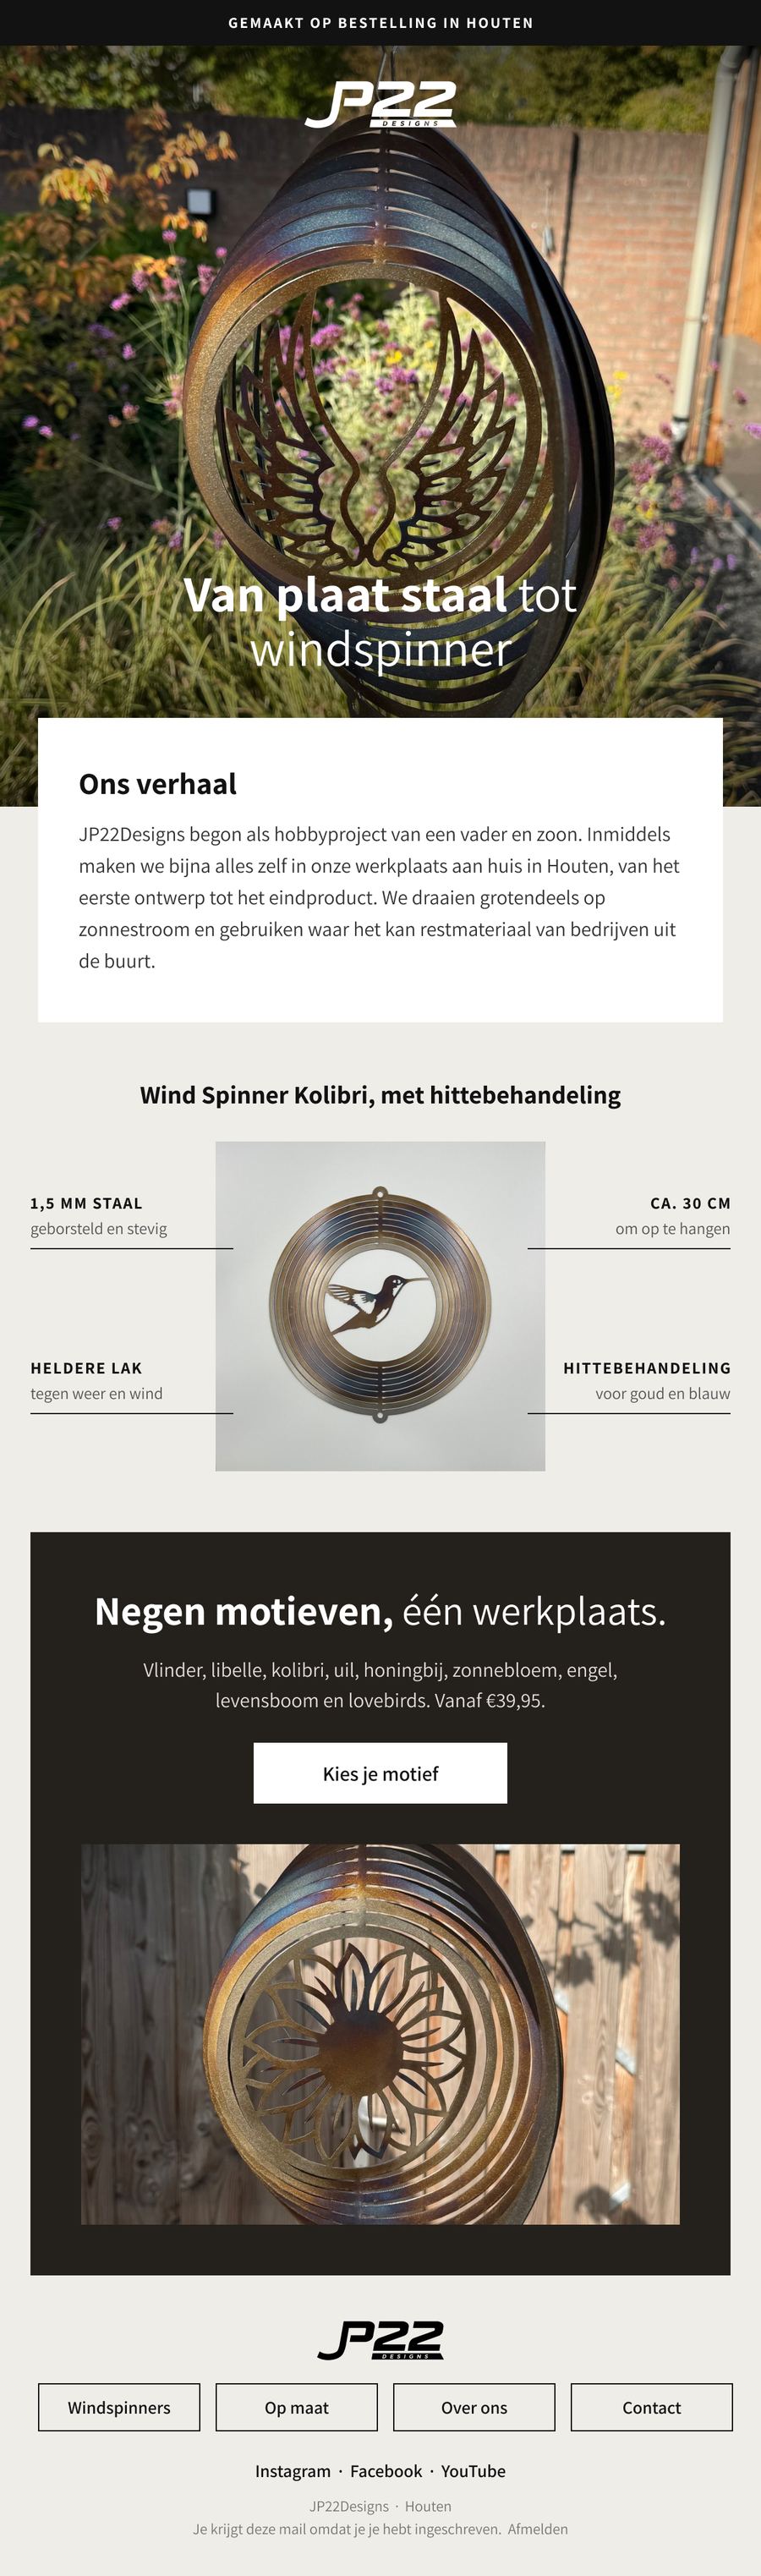 GEMAAKT OP BESTELLING IN HOUTEN
JP22
DESIGNS
Van plaat staal tot
windspinner
Ons verhaal
JP22Designs begon als hobbyproject van een vader en zoon. Inmiddels
maken we bijna alles zelf in onze werkplaats aan huis in Houten, van het
eerste ontwerp tot het eindproduct. We draaien grotendeels op
zonnestroom en gebruiken waar het kan restmateriaal van bedrijven uit
de buurt.
Wind Spinner Kolibri, met hittebehandeling
1,5 MM STAAL
geborsteld en stevig
CA. 30 CM
om op te hangen
HELDERE LAK
tegen weer en wind
HITTEBEHANDELING
voor goud en blauw
Negen motieven, één werkplaats.
Vlinder, libelle, kolibri, uil, honingbij, zonnebloem, engel,
levensboom en lovebirds. Vanaf €39,95.
Kies je motief
JP22
DESIGNS
Windspinners
Op maat
Over ons
Contact
Instagram · Facebook · YouTube
JP22Designs · Houten
Je krijgt deze mail omdat je je hebt ingeschreven. Afmelden